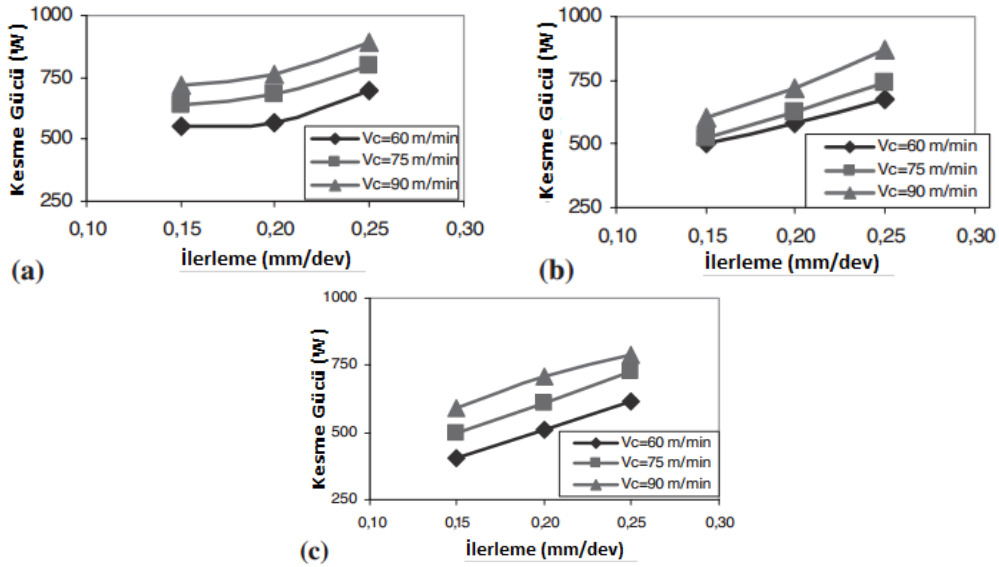 Kesme Gücü (W)
1000
750
500
250
Vc=60 m/min
Vc=75 m/min
Vc=90 m/min
0,10 0,15 0,20 0,25 0,30
(a)
İlerleme (mm/dev)
Kesme Gücü (W)
1000
750
500
250
Vc=60 m/min
Vc=75 m/min
Vc=90 m/min
0,10 0,15 0,20 0,25 0,30
(b)
İlerleme (mm/dev)
Kesme Gücü (W)
1000
750
500
250
Vc=60 m/min
Vc=75 m/min
Vc=90 m/min
0,10 0,15 0,20 0,25 0,30
(c)
İlerleme (mm/dev)